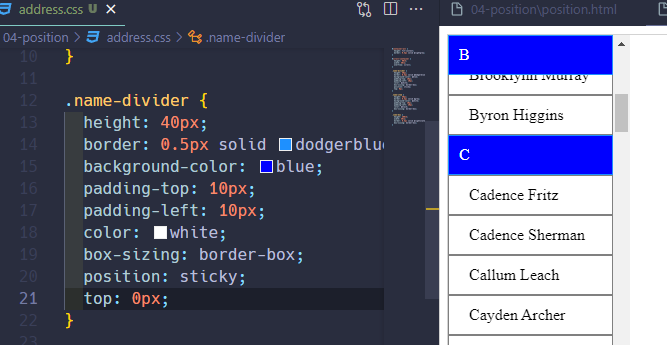 address.css U
04-position\position.html
04-position > address.css > .name-divider
10 }
11
12 .name-divider {
13 height: 40px;
14 border: 0.5px solid dodgerblue
15 background-color: blue;
16 padding-top: 10px;
17 padding-left: 10px;
18 color: white;
19 box-sizing: border-box;
20 position: sticky;
21 top: 0px;
22 }
B
Brooklynn Murray
Byron Higgins
C
Cadence Fritz
Cadence Sherman
Callum Leach
Cayden Archer